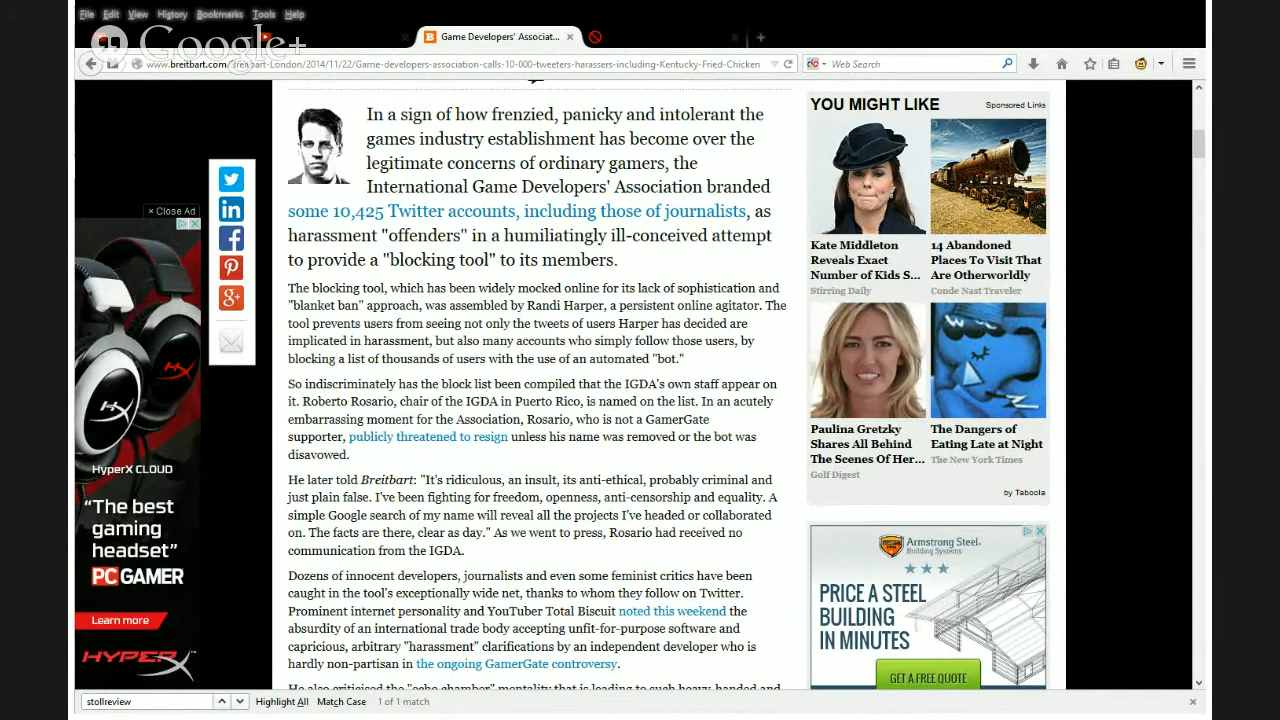 File Edit View History Bookmarks Tools Help
Google+
Game Developers' Associat...
Web Search
YOU MIGHT LIKE
Sponsored Links
In a sign of how frenzied, panicky and intolerant the
games industry establishment has become over the
legitimate concerns of ordinary gamers, the
International Game Developers' Association branded
some 10,425 Twitter accounts, including those of journalists, as
harassment "offenders" in a humiliatingly ill-conceived attempt
to provide a "blocking tool" to its members.
The blocking tool, which has been widely mocked online for its lack of sophistication and
"blanket ban" approach, was assembled by Randi Harper, a persistent online agitator. The
tool prevents users from seeing not only the tweets of users Harper has decided are
implicated in harassment, but also many accounts who simply follow those users, by
blocking a list of thousands of users with the use of an automated "bot."
So indiscriminately has the block list been compiled that the IGDA's own staff appear on
it. Roberto Rosario, chair of the IGDA in Puerto Rico, is named on the list. In an acutely
embarrassing moment for the Association, Rosario, who is not a GamerGate
supporter, publicly threatened to resign unless his name was removed or the bot was
disavowed.
He later told Breitbart: "It's ridiculous, an insult, its anti-ethical, probably criminal and
just plain false. I've been fighting for freedom, openness, anti-censorship and equality. A
simple Google search of my name will reveal all the projects I've headed or collaborated
on. The facts are there, clear as day." As we went to press, Rosario had received no
communication from the IGDA.
Dozens of innocent developers, journalists and even some feminist critics have been
caught in the tool's exceptionally wide net, thanks to whom they follow on Twitter.
Prominent internet personality and YouTuber Total Biscuit noted this weekend the
absurdity of an international trade body accepting unfit-for-purpose software and
capricious, arbitrary "harassment" clarifications by an independent developer who is
hardly non-partisan in the ongoing GamerGate controversy.
He also criticised the "echo chamber" mentality that is leading to such heavy-handed and
Kate Middleton
Reveals Exact
Number of Kids S...
Stirring Daily
14 Abandoned
Places To Visit That
Are Otherworldly
Conde Nast Traveler
Paulina Gretzky
Shares All Behind
The Scenes Of Her...
Golf Digest
The Dangers of
Eating Late at Night
The New York Times
by Taboola
Armstrong Steel
Building Systems
PRICE A STEEL
BUILDING
IN MINUTES
GET A FREE QUOTE
× Close Ad
HyperX CLOUD
"The best
gaming
headset"
PC GAMER
Learn more
HYPERX
stollreview
Highlight All Match Case 1 of 1 match